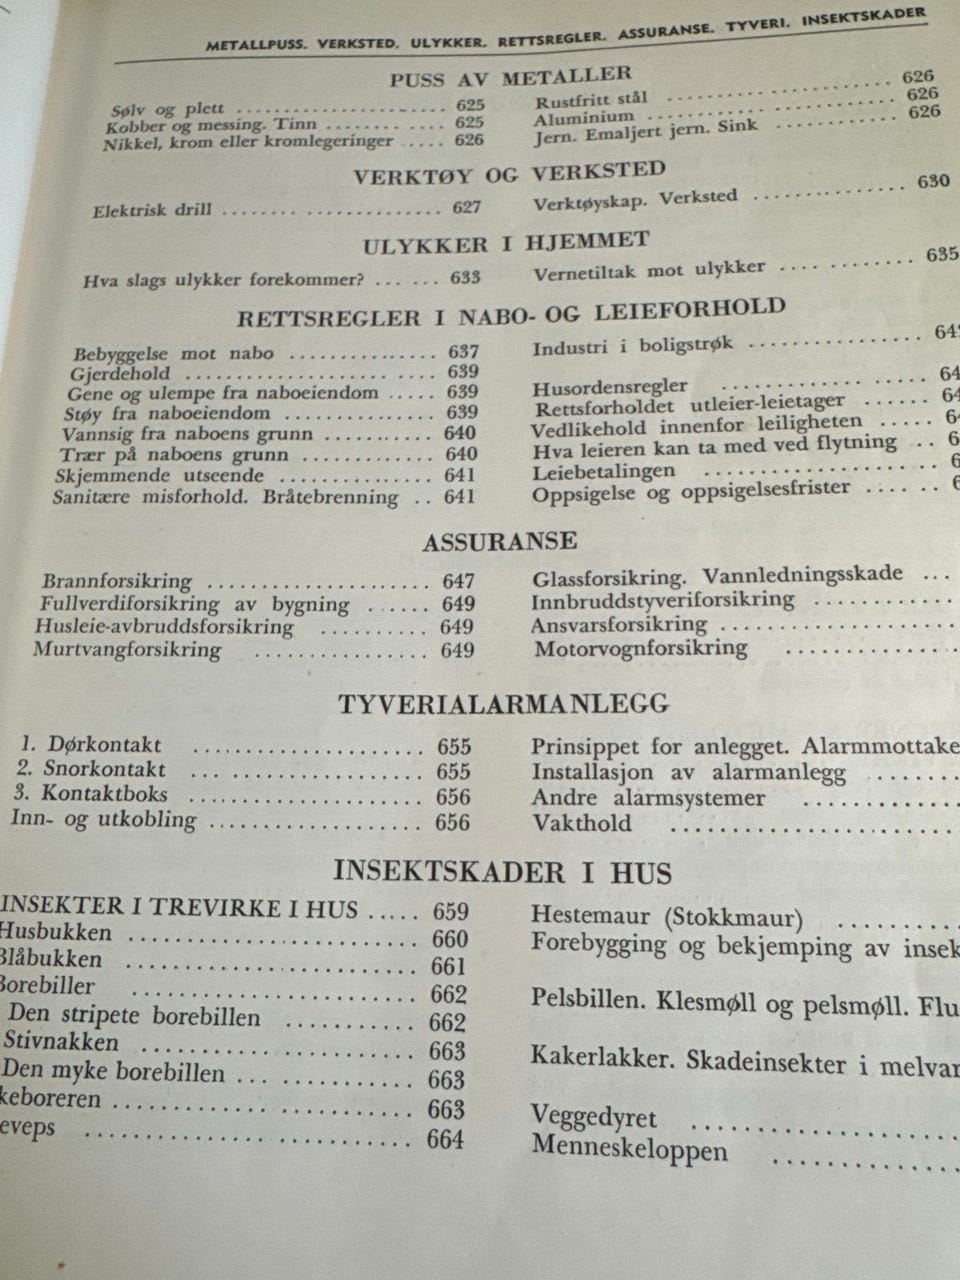 METALLPUSS. VERKSTED. ULYKKER. RETTSREGLER. ASSURANSE. TYVERI. INSEKTSKADER
PUSS AV METALLER
Sølv og plett .......................... 625
Kobber og messing. Tinn ............ 625
Nikkel, krom eller kromlegeringer ..... 626
Rustfritt stål ........................ 626
Aluminium .......................... 626
Jern. Emaljert jern. Sink ............ 626
VERKTØY OG VERKSTED
Elektrisk drill .......................... 627
Verktøyskap. Verksted ................ 630
ULYKKER I HJEMMET
Hva slags ulykker forekommer? ...... 633
Vernetiltak mot ulykker .............. 635
RETTSREGLER I NABO- OG LEIEFORHOLD
Bebyggelse mot nabo ................ 637
Gjerdehold .......................... 639
Gene og ulempe fra naboeiendom ..... 639
Støy fra naboeiendom ................ 639
Vannsig fra naboens grunn ............ 640
Trær på naboens grunn .............. 640
Skjemmende utseende ................ 641
Sanitære misforhold. Bråtebrenning .. 641
Industri i boligstrøk ..................
Husordensregler ......................
Rettsforholdet utleier-leietager ......
Vedlikehold innenfor leiligheten ......
Hva leieren kan ta med ved flytning ..
Leiebetalingen ........................
Oppsigelse og oppsigelsesfrister ......
ASSURANSE
Brannforsikring ...................... 647
Fullverdiforsikring av bygning ...... 649
Husleie-avbruddsforsikring .......... 649
Murtvangforsikring ................ 649
Glassforsikring. Vannledningsskade ...
Innbruddstyveriforsikring ............
Ansvarsforsikring ....................
Motorvognforsikring ................
TYVERIALARMANLEGG
1. Dørkontakt ...................... 655
2. Snorkontakt ...................... 655
3. Kontaktboks ...................... 656
Inn- og utkobling .................... 656
Prinsippet for anlegget. Alarmmottake
Installasjon av alarmanlegg ........
Andre alarmsystemer ..............
Vakthold ........................
INSEKTSKADER I HUS
INSEKTER I TREVIRKE I HUS ..... 659
Husbukken ........................ 660
Blåbukken ........................ 661
Borebiller ........................ 662
Den stripete borebillen .......... 662
Stivnakken ...................... 663
Den myke borebillen .............. 663
keboreren ........................ 663
eveps ............................ 664
Hestemaur (Stokkmaur) ..........
Forebygging og bekjemping av insek
Pelsbillen. Klesmøll og pelsmøll. Flu
Kakerlakker. Skadeinsekter i melvar
Veggedyret ......................
Menneskeloppen ................